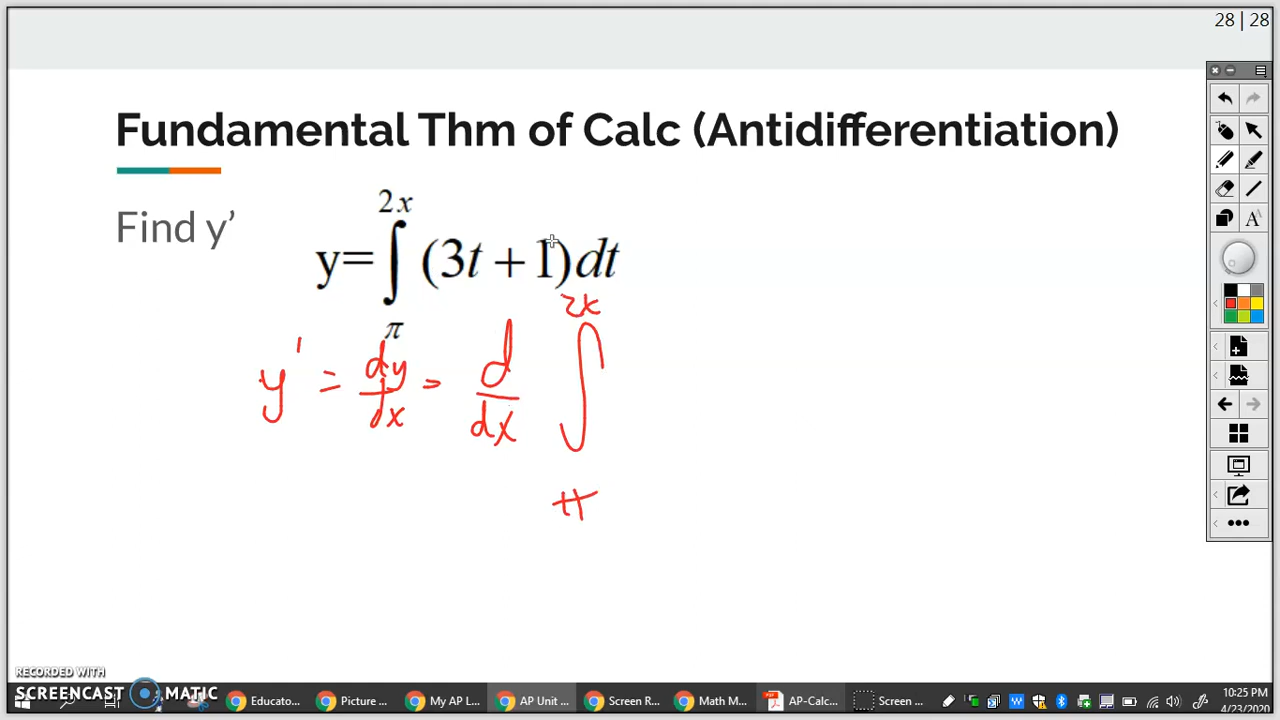 28 | 28
Fundamental Thm of Calc (Antidifferentiation)
Find y’
2x
y=∫(3t+1)dt
π
2x
y' = dy/dx = d/dx ∫
π
A
RECORDED WITH
SCREENCAST MATIC
Educato... Picture ... My AP L... AP Unit ... Screen R... Math M... AP-Calc... Screen ...
10:25 PM
4/23/2020